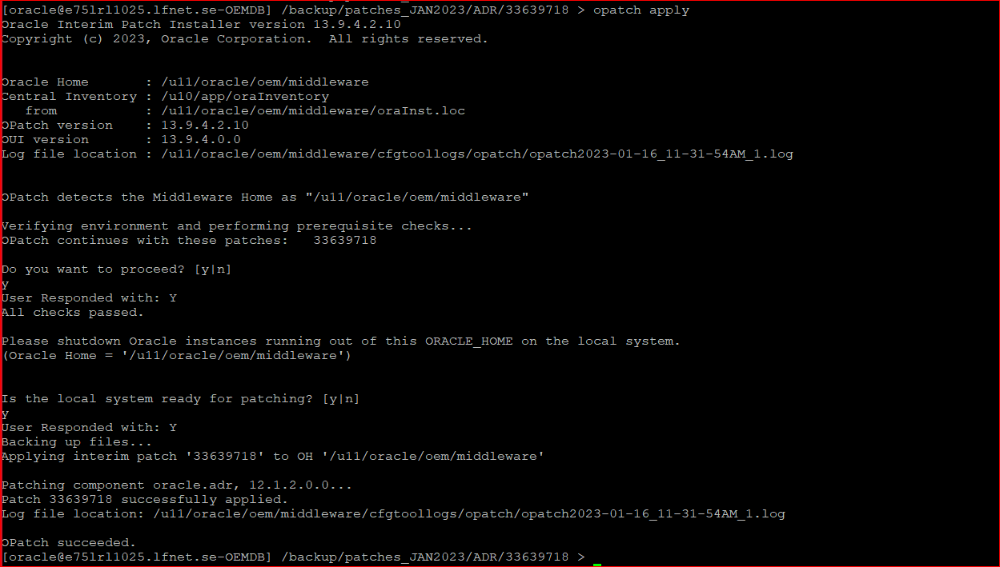 [oracle@e75lrl1025.lfnet.se-OEMDB] /backup/patches_JAN2023/ADR/33639718 > opatch apply
Oracle Interim Patch Installer version 13.9.4.2.10
Copyright (c) 2023, Oracle Corporation.  All rights reserved.
Oracle Home       : /u11/oracle/oem/middleware
Central Inventory : /u10/app/oraInventory
   from           : /u11/oracle/oem/middleware/oraInst.loc
OPatch version    : 13.9.4.2.10
OUI version       : 13.9.4.0.0
Log file location : /u11/oracle/oem/middleware/cfgtoollogs/opatch/opatch2023-01-16_11-31-54AM_1.log
OPatch detects the Middleware Home as "/u11/oracle/oem/middleware"
Verifying environment and performing prerequisite checks...
OPatch continues with these patches:   33639718
Do you want to proceed? [y|n]
y
User Responded with: Y
All checks passed.
Please shutdown Oracle instances running out of this ORACLE_HOME on the local system.
(Oracle Home = '/u11/oracle/oem/middleware')
Is the local system ready for patching? [y|n]
y
User Responded with: Y
Backing up files...
Applying interim patch '33639718' to OH '/u11/oracle/oem/middleware'
Patching component oracle.adr, 12.1.2.0.0...
Patch 33639718 successfully applied.
Log file location: /u11/oracle/oem/middleware/cfgtoollogs/opatch/opatch2023-01-16_11-31-54AM_1.log
OPatch succeeded.
[oracle@e75lrl1025.lfnet.se-OEMDB] /backup/patches_JAN2023/ADR/33639718 >